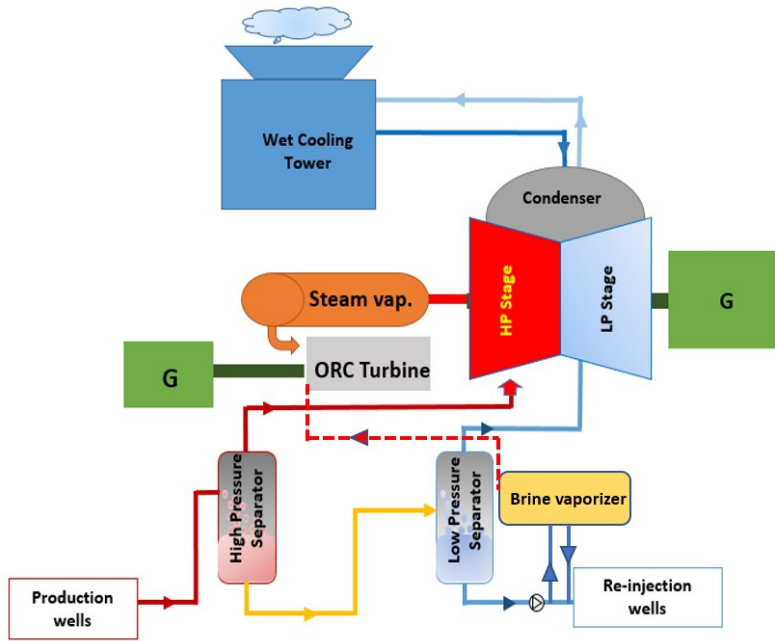 Wet Cooling
Tower
Condenser
Steam vap.
HP Stage
LP Stage
G
G
ORC Turbine
High Pressure
Separator
Low Pressure
Separator
Brine vaporizer
Production
wells
Re-injection
wells